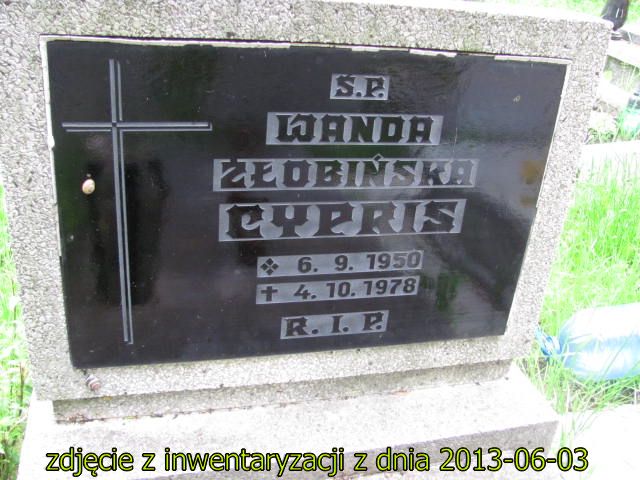 Ś.P.
WANDA
ŻŁOBIŃSKA
CYPRIS
6. 9. 1950
4. 10. 1978
R. I. P.
zdjęcie z inwentaryzacji z dnia 2013-06-03